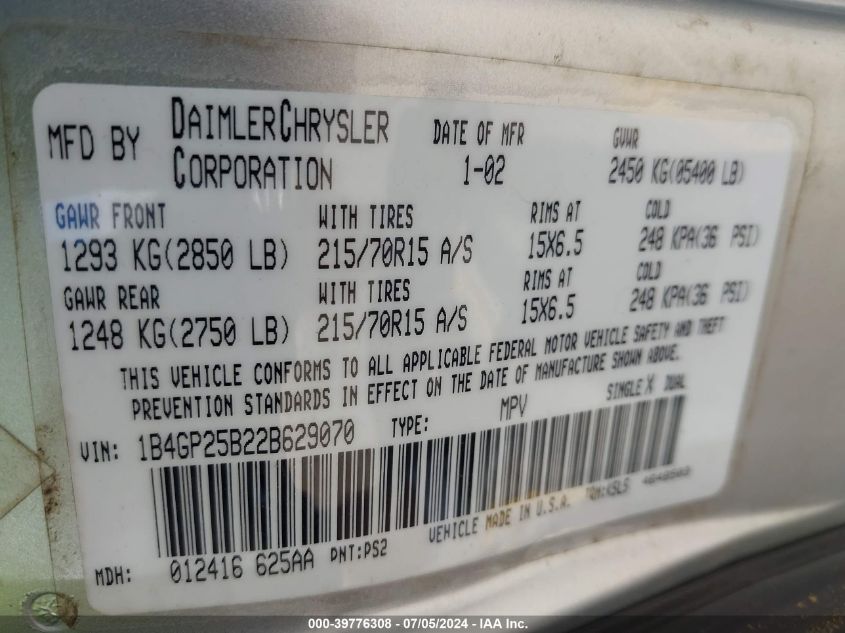 MFD BY DAIMLERCHRYSLER CORPORATION
DATE OF MFR 1-02
GVWR 2450 KG(05400 LB)
GAWR FRONT WITH TIRES RIMS AT COLD
1293 KG(2850 LB) 215/70R15 A/S 15X6.5 248 KPA(36 PSI)
GAWR REAR WITH TIRES RIMS AT COLD
1248 KG(2750 LB) 215/70R15 A/S 15X6.5 248 KPA(36 PSI)
THIS VEHICLE CONFORMS TO ALL APPLICABLE FEDERAL MOTOR VEHICLE SAFETY AND THEFT
PREVENTION STANDARDS IN EFFECT ON THE DATE OF MANUFACTURE SHOWN ABOVE.
VIN: 1B4GP25B22B629070 TYPE: MPV SINGLE X DUAL
MDH: 012416 625AA PNT:PS2 VEHICLE MADE IN U.S.A. TRM:K5L5
000-39776308 / 07/05/2024 - IAA Inc.